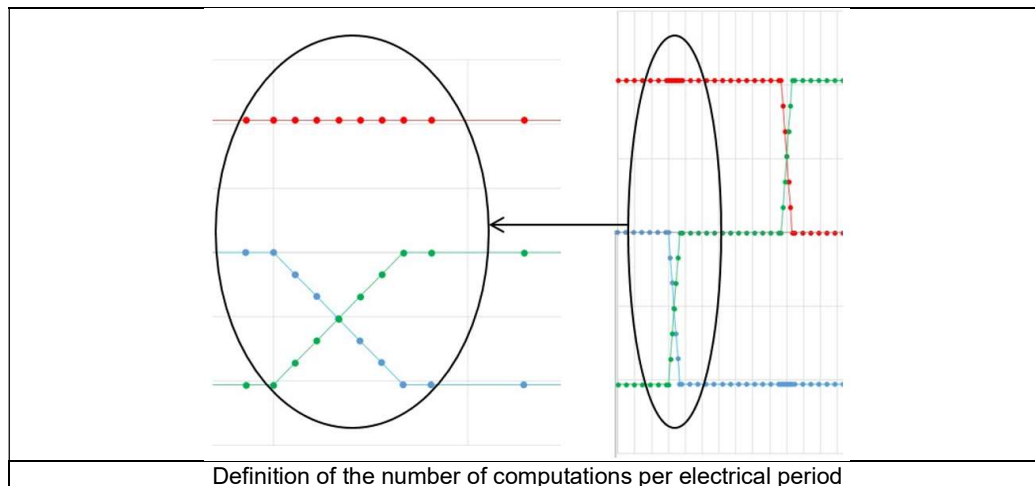 Definition of the number of computations per electrical period